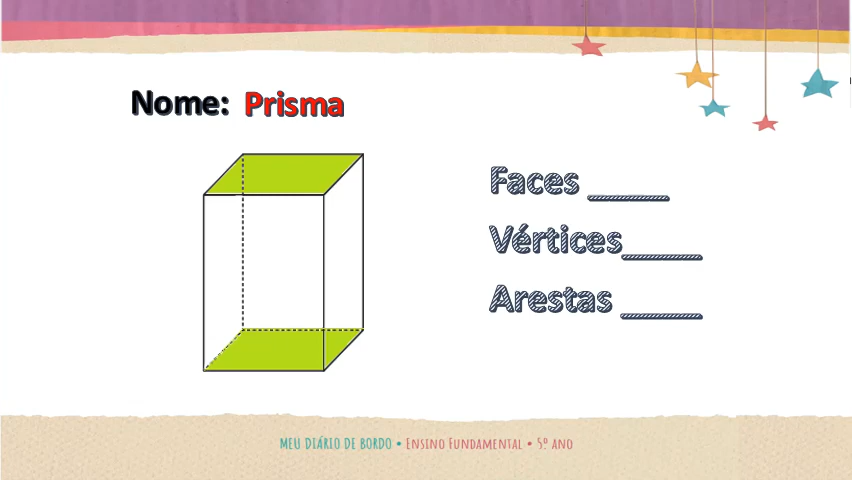 Nome: Prisma
Faces _____
Vértices_____
Arestas _____
MEU DIÁRIO DE BORDO • ENSINO FUNDAMENTAL • 5º ANO